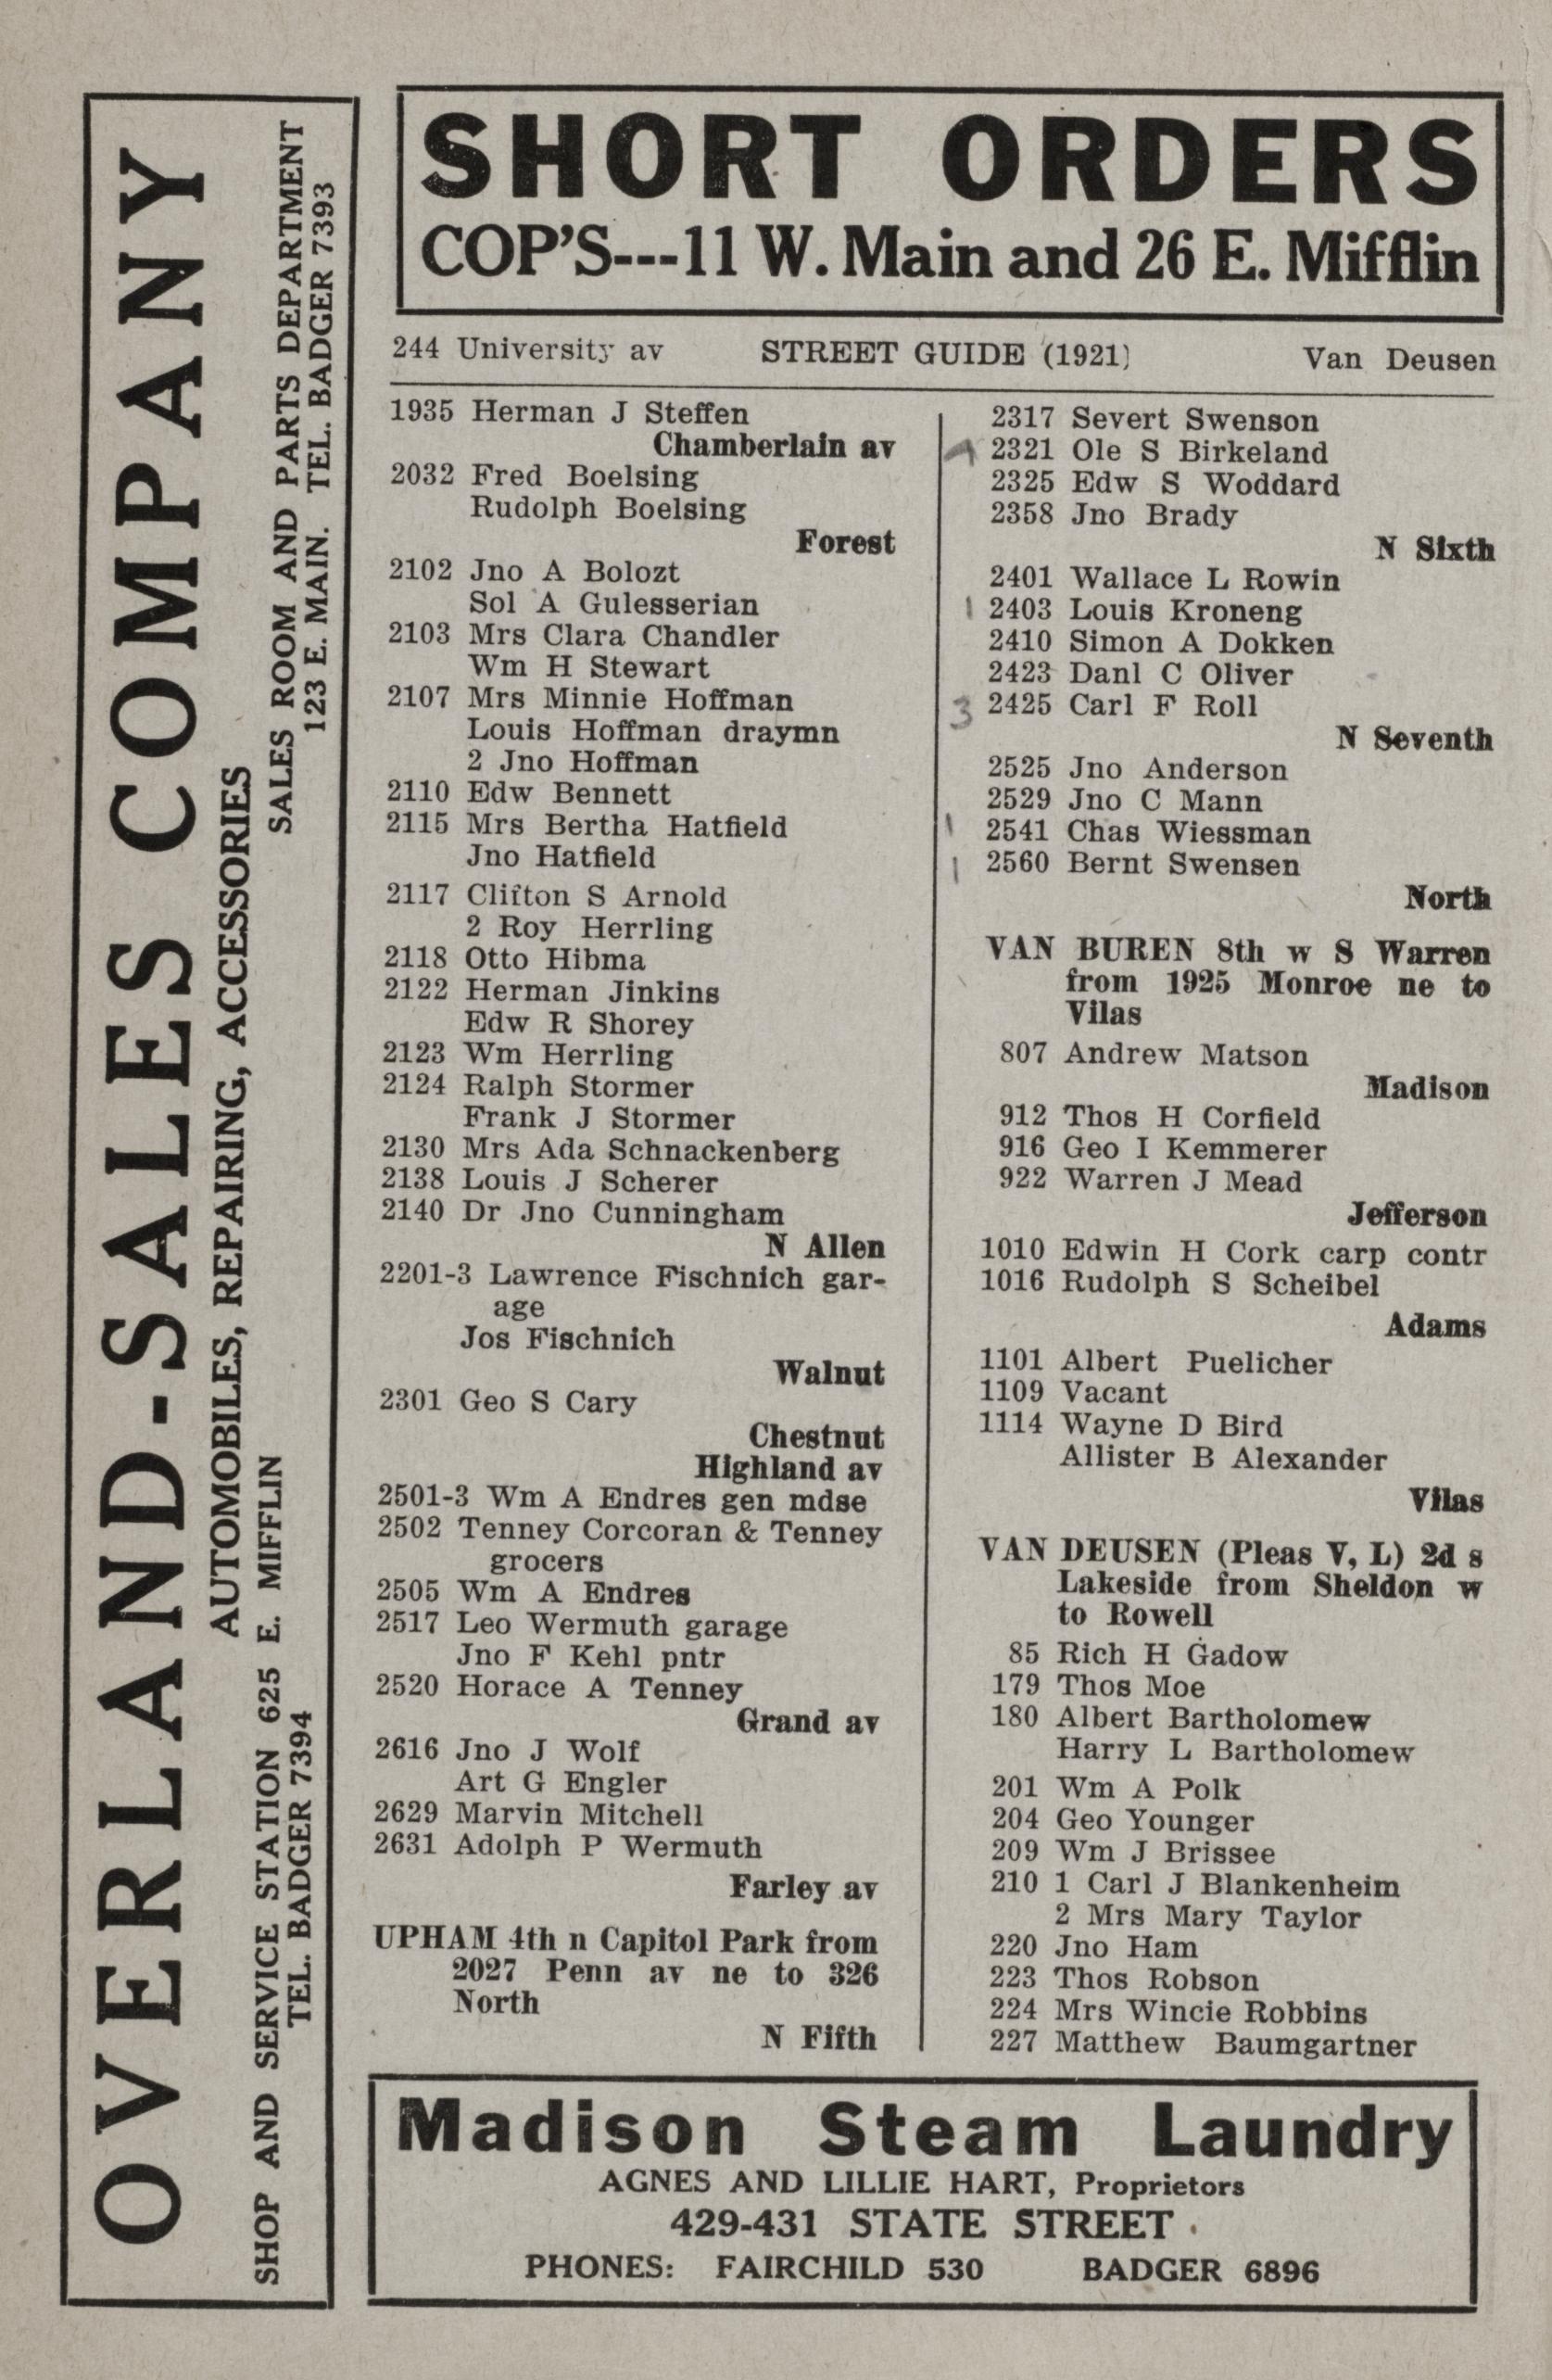 OVERLAND-SALES COMPANY
AUTOMOBILES, REPAIRING, ACCESSORIES
SHOP AND SERVICE STATION 625 E. MIFFLIN
TEL. BADGER 7394
SALES ROOM AND PARTS DEPARTMENT
123 E. MAIN. TEL. BADGER 7393
SHORT ORDERS
COP'S---11 W. Main and 26 E. Mifflin
244 University av STREET GUIDE (1921) Van Deusen
1935 Herman J Steffen
Chamberlain av
2032 Fred Boelsing
Rudolph Boelsing
Forest
2102 Jno A Bolozt
Sol A Gulesserian
2103 Mrs Clara Chandler
Wm H Stewart
2107 Mrs Minnie Hoffman
Louis Hoffman draymn
2 Jno Hoffman
2110 Edw Bennett
2115 Mrs Bertha Hatfield
Jno Hatfield
2117 Clifton S Arnold
2 Roy Herrling
2118 Otto Hibma
2122 Herman Jinkins
Edw R Shorey
2123 Wm Herrling
2124 Ralph Stormer
Frank J Stormer
2130 Mrs Ada Schnackenberg
2138 Louis J Scherer
2140 Dr Jno Cunningham
N Allen
2201-3 Lawrence Fischnich gar-
age
Jos Fischnich
Walnut
2301 Geo S Cary
Chestnut
Highland av
2501-3 Wm A Endres gen mdse
2502 Tenney Corcoran & Tenney
grocers
2505 Wm A Endres
2517 Leo Wermuth garage
Jno F Kehl pntr
2520 Horace A Tenney
Grand av
2616 Jno J Wolf
Art G Engler
2629 Marvin Mitchell
2631 Adolph P Wermuth
Farley av
UPHAM 4th n Capitol Park from
2027 Penn av ne to 326
North
N Fifth
2317 Severt Swenson
2321 Ole S Birkeland
2325 Edw S Woddard
2358 Jno Brady
N Sixth
2401 Wallace L Rowin
1 2403 Louis Kroneng
2410 Simon A Dokken
2423 Danl C Oliver
3 2425 Carl F Roll
N Seventh
2525 Jno Anderson
2529 Jno C Mann
1 2541 Chas Wiessman
1 2560 Bernt Swensen
North
VAN BUREN 8th w S Warren
from 1925 Monroe ne to
Vilas
807 Andrew Matson
Madison
912 Thos H Corfield
916 Geo I Kemmerer
922 Warren J Mead
Jefferson
1010 Edwin H Cork carp contr
1016 Rudolph S Scheibel
Adams
1101 Albert Puelicher
1109 Vacant
1114 Wayne D Bird
Allister B Alexander
Vilas
VAN DEUSEN (Pleas V, L) 2d s
Lakeside from Sheldon w
to Rowell
85 Rich H Gadow
179 Thos Moe
180 Albert Bartholomew
Harry L Bartholomew
201 Wm A Polk
204 Geo Younger
209 Wm J Brissee
210 1 Carl J Blankenheim
2 Mrs Mary Taylor
220 Jno Ham
223 Thos Robson
224 Mrs Wincie Robbins
227 Matthew Baumgartner
Madison Steam Laundry
AGNES AND LILLIE HART, Proprietors
429-431 STATE STREET
PHONES: FAIRCHILD 530 BADGER 6896